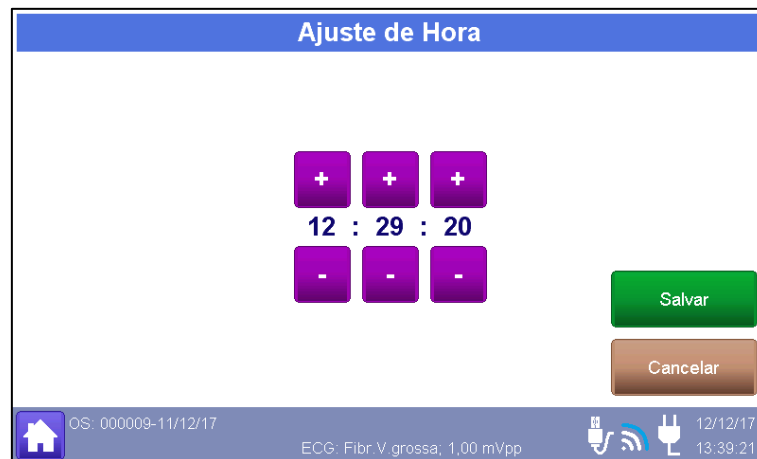 Ajuste de Hora
+ + +
12 : 29 : 20
- - -
Salvar
Cancelar
OS: 000009-11/12/17
ECG: Fibr.V.grossa; 1,00 mVpp
12/12/17
13:39:21